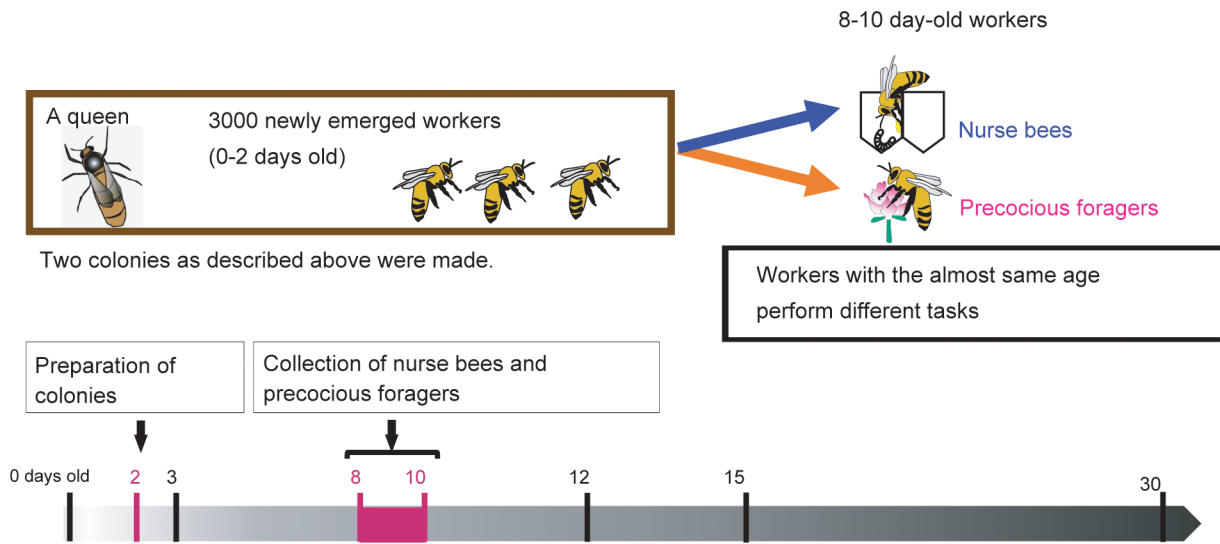 8-10 day-old workers
A queen
3000 newly emerged workers
(0-2 days old)
Nurse bees
Precocious foragers
Two colonies as described above were made.
Workers with the almost same age
perform different tasks
Preparation of
colonies
Collection of nurse bees and
precocious foragers
0 days old 2 3 8 10 12 15 30